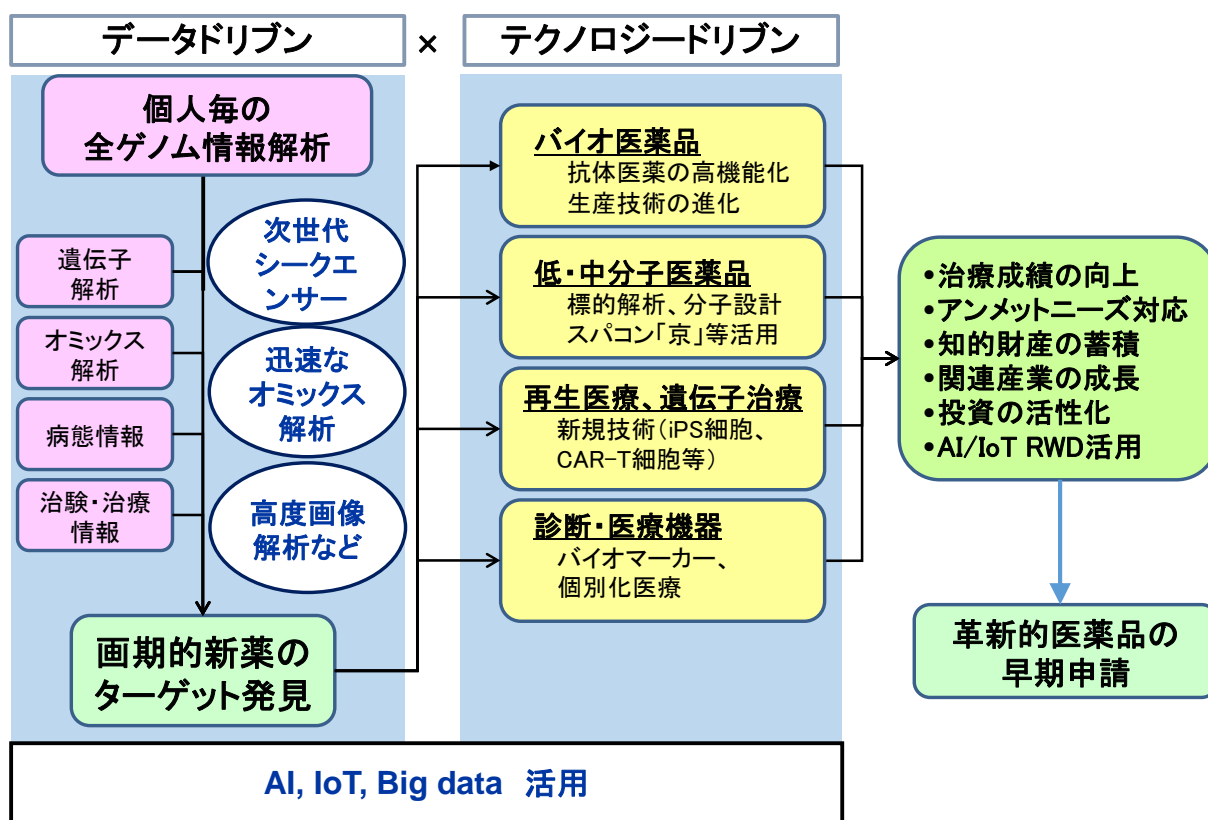 データドリブン
×
テクノロジードリブン
個人毎の
全ゲノム情報解析
遺伝子
解析
オミックス
解析
病態情報
治験・治療
情報
次世代
シークエ
ンサー
迅速な
オミックス
解析
高度画像
解析など
画期的新薬の
ターゲット発見
バイオ医薬品
抗体医薬の高機能化
生産技術の進化
低・中分子医薬品
標的解析、分子設計
スパコン「京」等活用
再生医療、遺伝子治療
新規技術（iPS細胞、
CAR-T細胞等）
診断・医療機器
バイオマーカー、
個別化医療
•治療成績の向上
•アンメットニーズ対応
•知的財産の蓄積
•関連産業の成長
•投資の活性化
•AI/IoT RWD活用
革新的医薬品の
早期申請
AI, IoT, Big data 活用